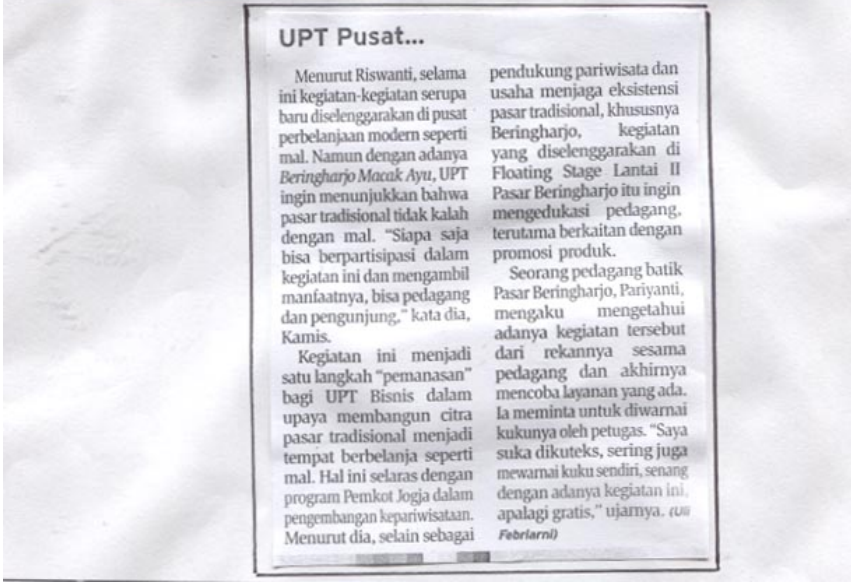 UPT Pusat...
Menurut Riswanti, selama
ini kegiatan-kegiatan serupa
baru diselenggarakan di pusat
perbelanjaan modern seperti
mal. Namun dengan adanya
Beringharjo Macak Ayu, UPT
ingin menunjukkan bahwa
pasar tradisional tidak kalah
dengan mal. “Siapa saja
bisa berpartisipasi dalam
kegiatan ini dan mengambil
manfaatnya, bisa pedagang
dan pengunjung,” kata dia,
Kamis.
Kegiatan ini menjadi
satu langkah “pemanasan”
bagi UPT Bisnis dalam
upaya membangun citra
pasar tradisional menjadi
tempat berbelanja seperti
mal. Hal ini selaras dengan
program Pemkot Jogja dalam
pengembangan kepariwisataan.
Menurut dia, selain sebagai
pendukung pariwisata dan
usaha menjaga eksistensi
pasar tradisional, khususnya
Beringharjo, kegiatan
yang diselenggarakan di
Floating Stage Lantai II
Pasar Beringharjo itu ingin
mengedukasi pedagang,
terutama berkaitan dengan
promosi produk.
Seorang pedagang batik
Pasar Beringharjo, Pariyanti,
mengaku mengetahui
adanya kegiatan tersebut
dari rekannya sesama
pedagang dan akhirnya
mencoba layanan yang ada.
Ia meminta untuk diwarnai
kukunya oleh petugas. “Saya
suka dikuteks, sering juga
mewarnai kuku sendiri, senang
dengan adanya kegiatan ini,
apalagi gratis,” ujarnya.
Febriarni)